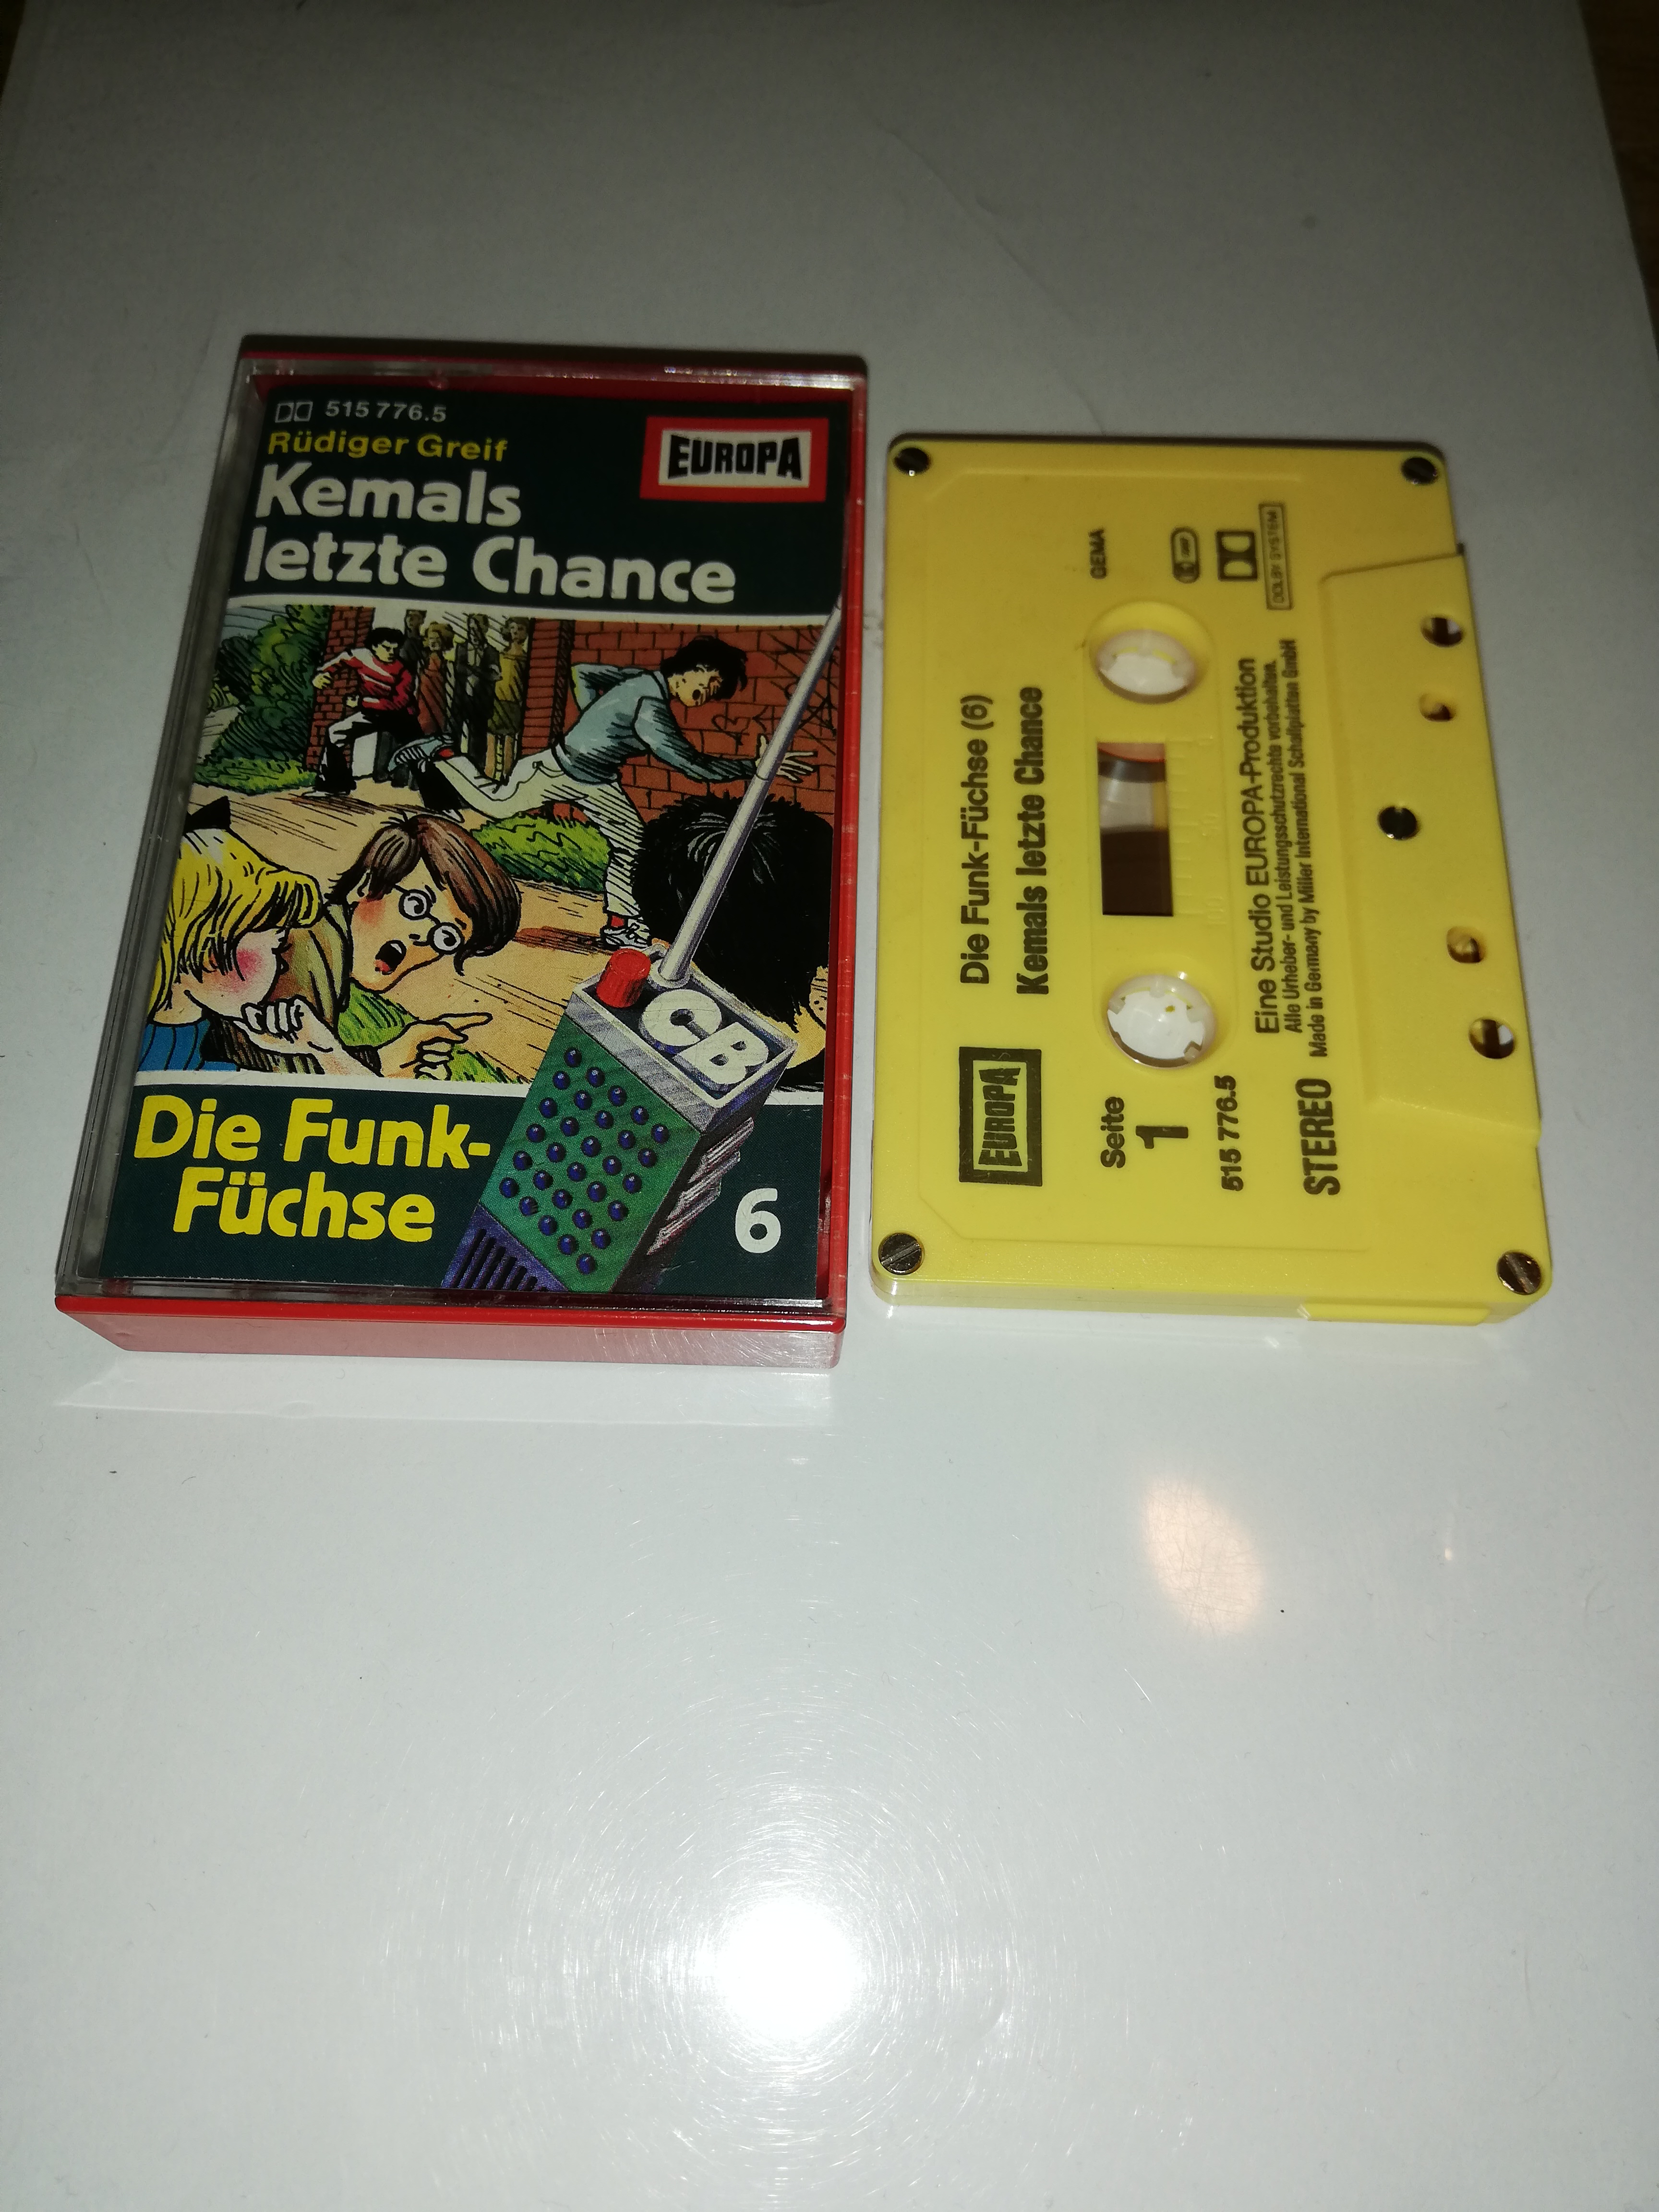 515 776.5
Rüdiger Greif
EUROPA
Kemals
letzte Chance
CB
Die Funk-
Füchse
6
EUROPA
Die Funk-Füchse (6)
Kemals letzte Chance
Seite
1
GEMA
515 776.5
Eine Studio EUROPA-Produktion
Alle Urheber- und Leistungsschutzrechte vorbehalten.
Made in Germany by Miller International Schallplatten GmbH
STEREO
DOLBY SYSTEM